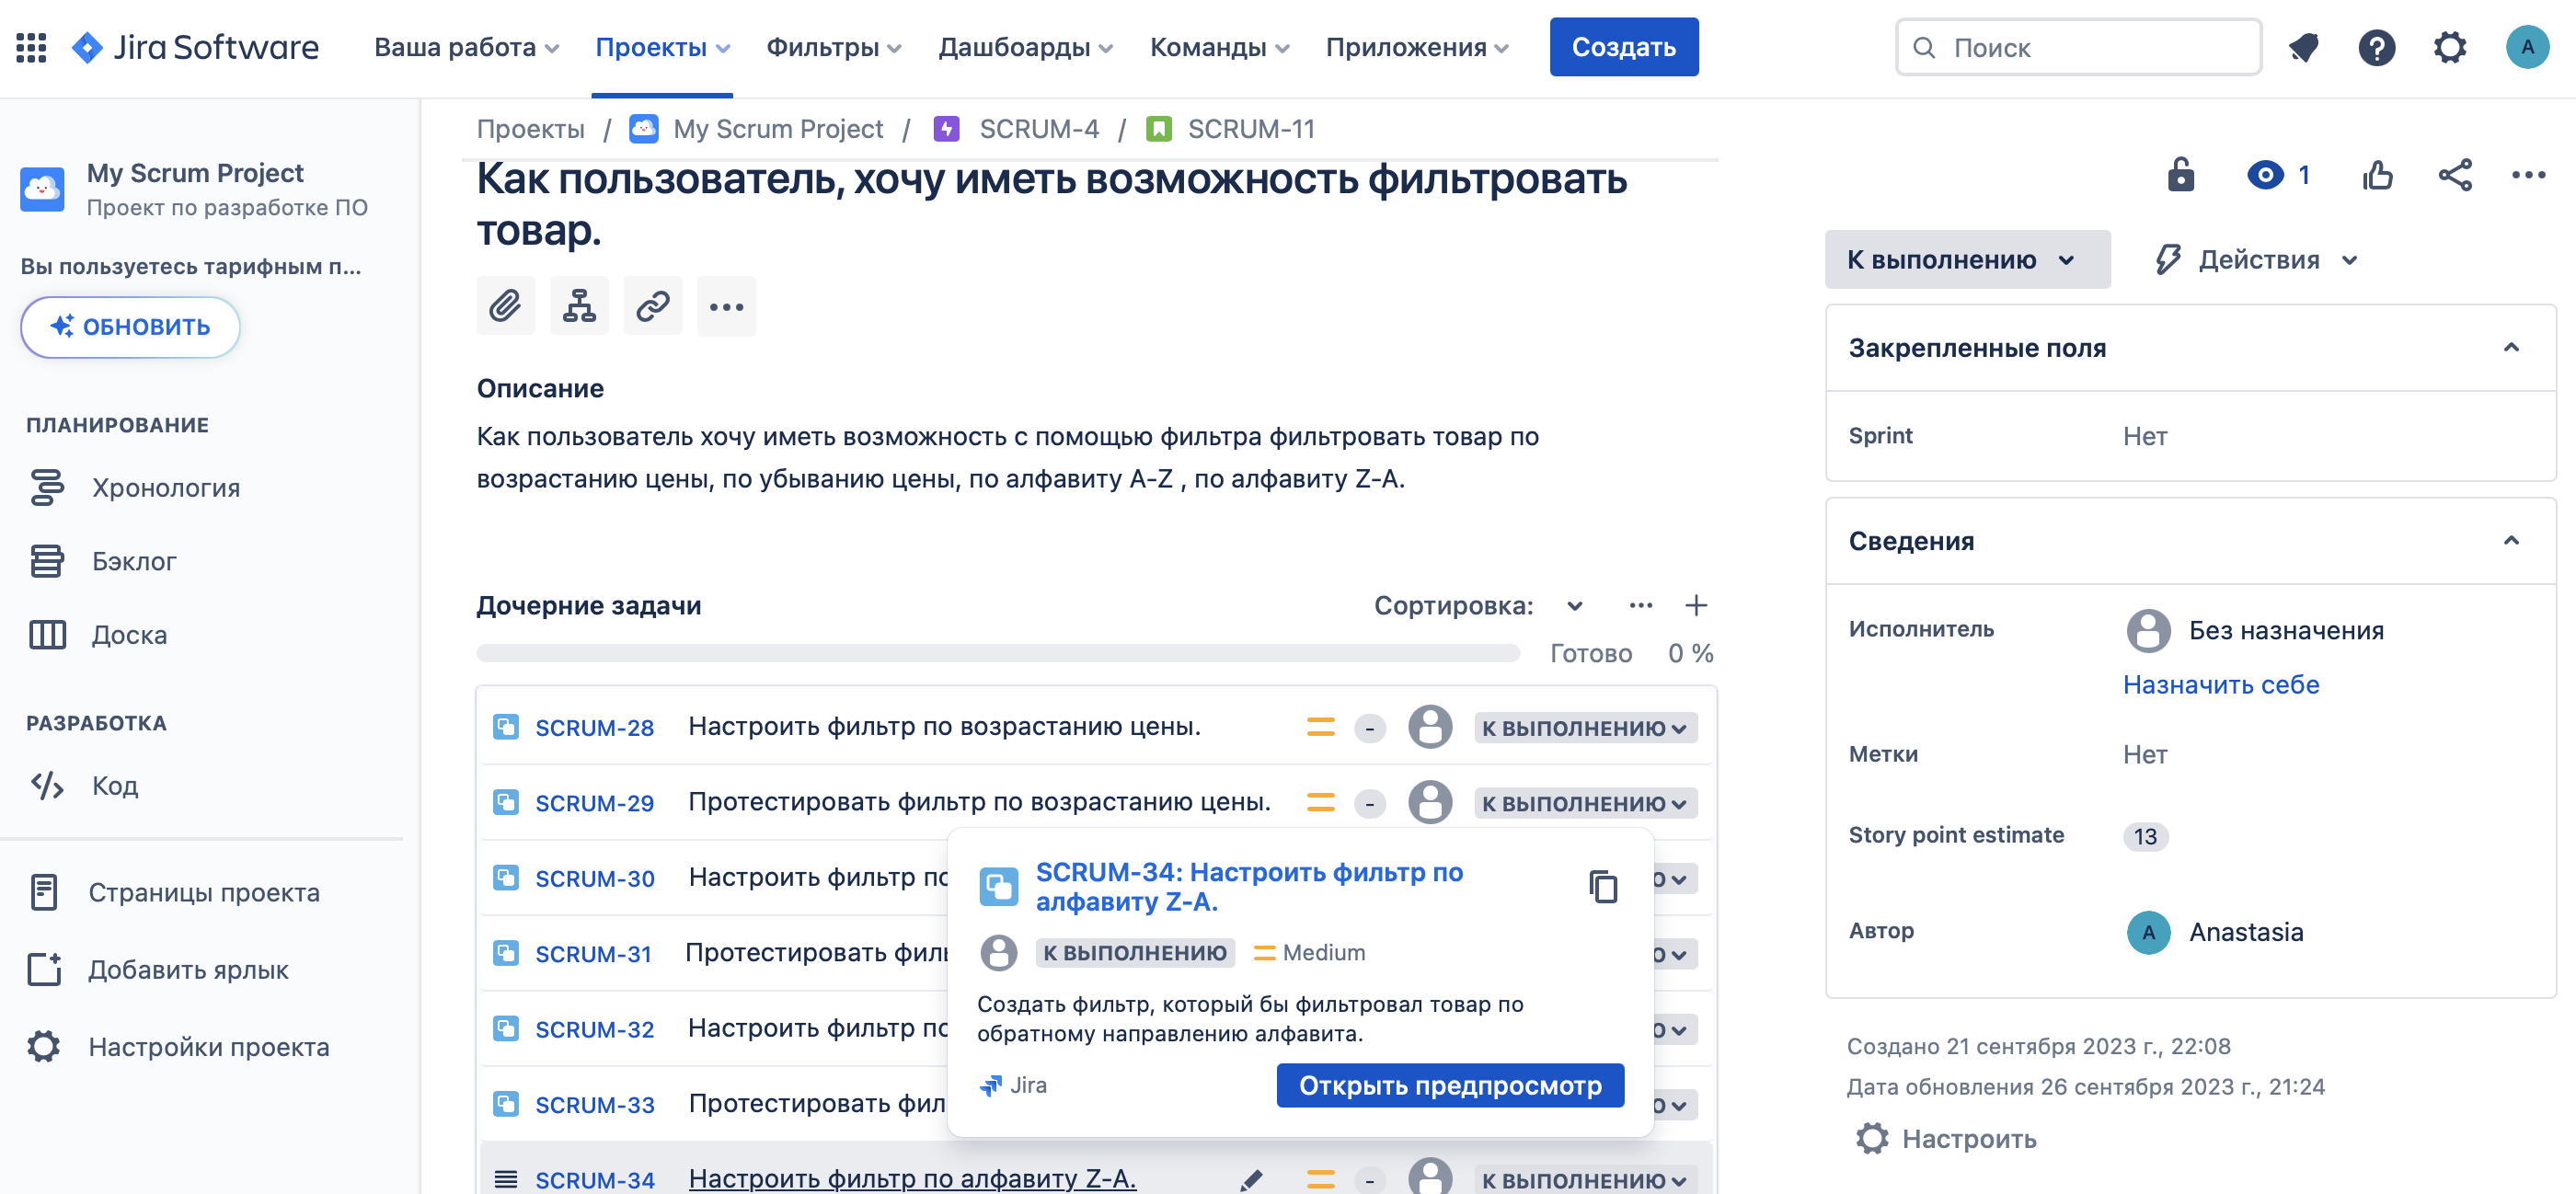 Jira Software
Ваша работа
Проекты
Фильтры
Дашбоарды
Команды
Приложения
Создать
Поиск
A
My Scrum Project
Проект по разработке ПО
Вы пользуетесь тарифным п...
ОБНОВИТЬ
ПЛАНИРОВАНИЕ
Хронология
Бэклог
Доска
РАЗРАБОТКА
Код
Страницы проекта
Добавить ярлык
Настройки проекта
Проекты / My Scrum Project / SCRUM-4 / SCRUM-11
Как пользователь, хочу иметь возможность фильтровать
товар.
Описание
Как пользователь хочу иметь возможность с помощью фильтра фильтровать товар по
возрастанию цены, по убыванию цены, по алфавиту A-Z , по алфавиту Z-A.
Дочерние задачи
Сортировка:
Готово 0 %
SCRUM-28 Настроить фильтр по возрастанию цены. - К ВЫПОЛНЕНИЮ
SCRUM-29 Протестировать фильтр по возрастанию цены. - К ВЫПОЛНЕНИЮ
SCRUM-30 Настроить фильтр
SCRUM-31 Протестировать
SCRUM-32 Настроить фильтр
SCRUM-33 Протестировать
SCRUM-34 Настроить фильтр по алфавиту Z-A. - К ВЫПОЛНЕНИЮ
SCRUM-34: Настроить фильтр по
алфавиту Z-A.
К ВЫПОЛНЕНИЮ Medium
Создать фильтр, который бы фильтровал товар по
обратному направлению алфавита.
Jira
Открыть предпросмотр
1
К выполнению
Действия
Закрепленные поля
Sprint Нет
Сведения
Исполнитель Без назначения
Назначить себе
Метки Нет
Story point estimate 13
Автор A Anastasia
Создано 21 сентября 2023 г., 22:08
Дата обновления 26 сентября 2023 г., 21:24
Настроить